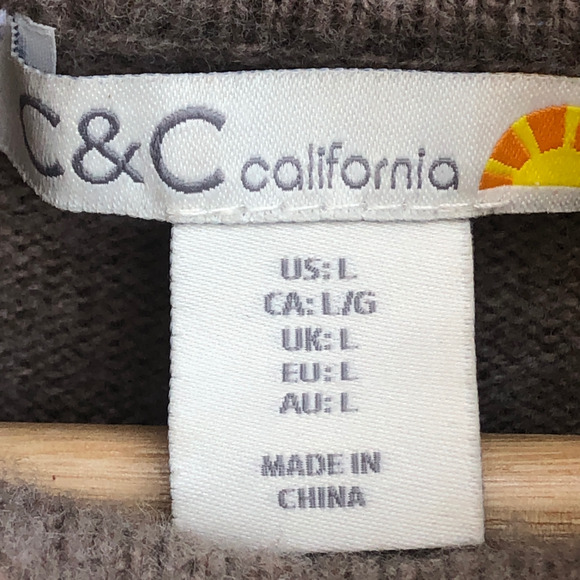 C&C california
US: L
CA: L/G
UK: L
EU: L
AU: L
MADE IN
CHINA